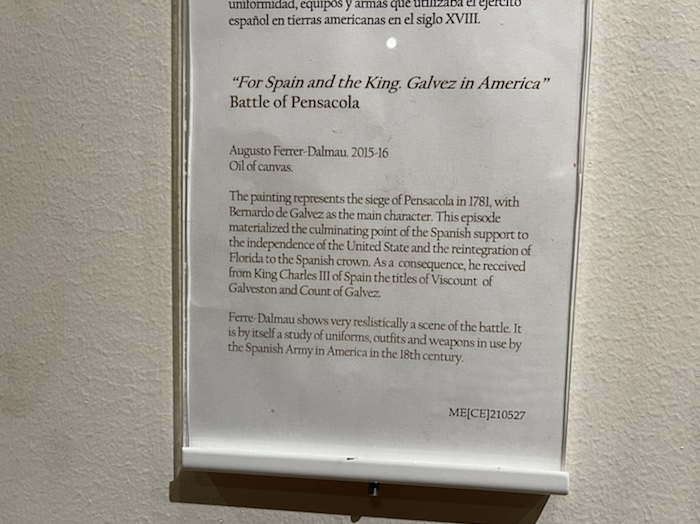 uniformidad, equipos y armas que utilizaba el ejército
español en tierras americanas en el siglo XVIII.
“For Spain and the King. Galvez in America”
Battle of Pensacola
Augusto Ferrer-Dalmau. 2015-16
Oil of canvas.
The painting represents the siege of Pensacola in 1781, with
Bernardo de Galvez as the main character. This episode
materialized the culminating point of the Spanish support to
the independence of the United State and the reintegration of
Florida to the Spanish crown. As a consequence, he received
from King Charles III of Spain the titles of Viscount of
Galveston and Count of Galvez.
Ferre-Dalmau shows very reslistically a scene of the battle. It
is by itself a study of uniforms, outfits and weapons in use by
the Spanish Army in America in the 18th century.
ME[CE]210527